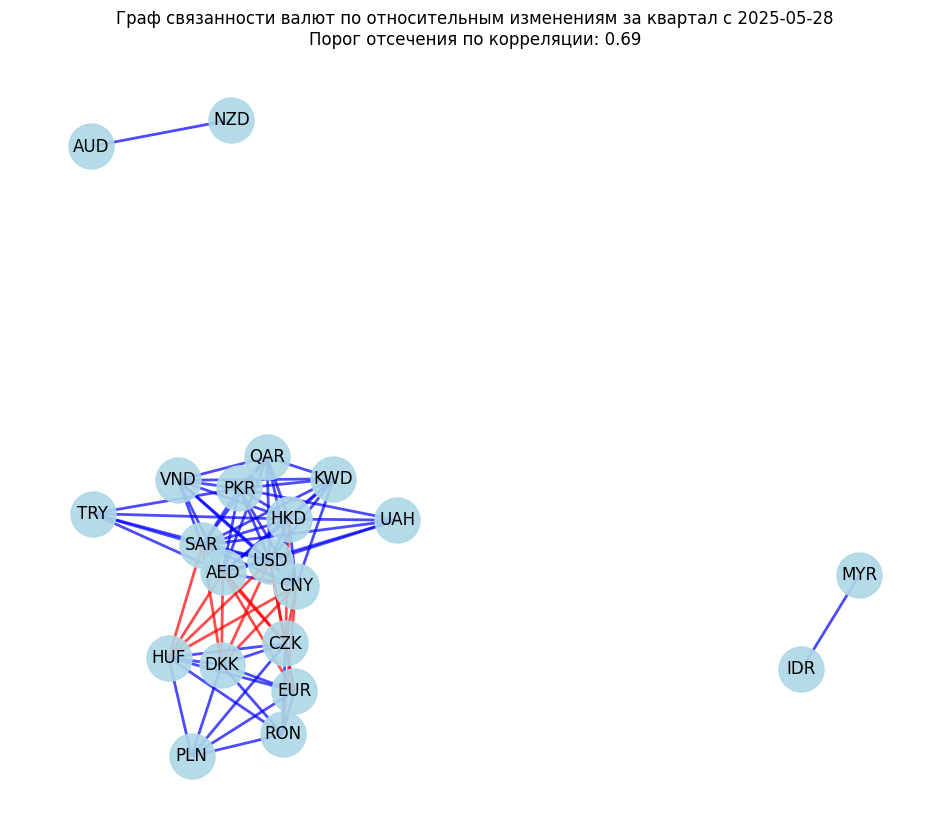 Граф связанности валют по относительным изменениям за квартал с 2025-05-28
Порог отсечения по корреляции: 0.69
NZD
AUD
QAR
VND
KWD
PKR
TRY
HKD
UAH
SAR
USD
AED
MYR
CNY
CZK
HUF
DKK
IDR
EUR
RON
PLN